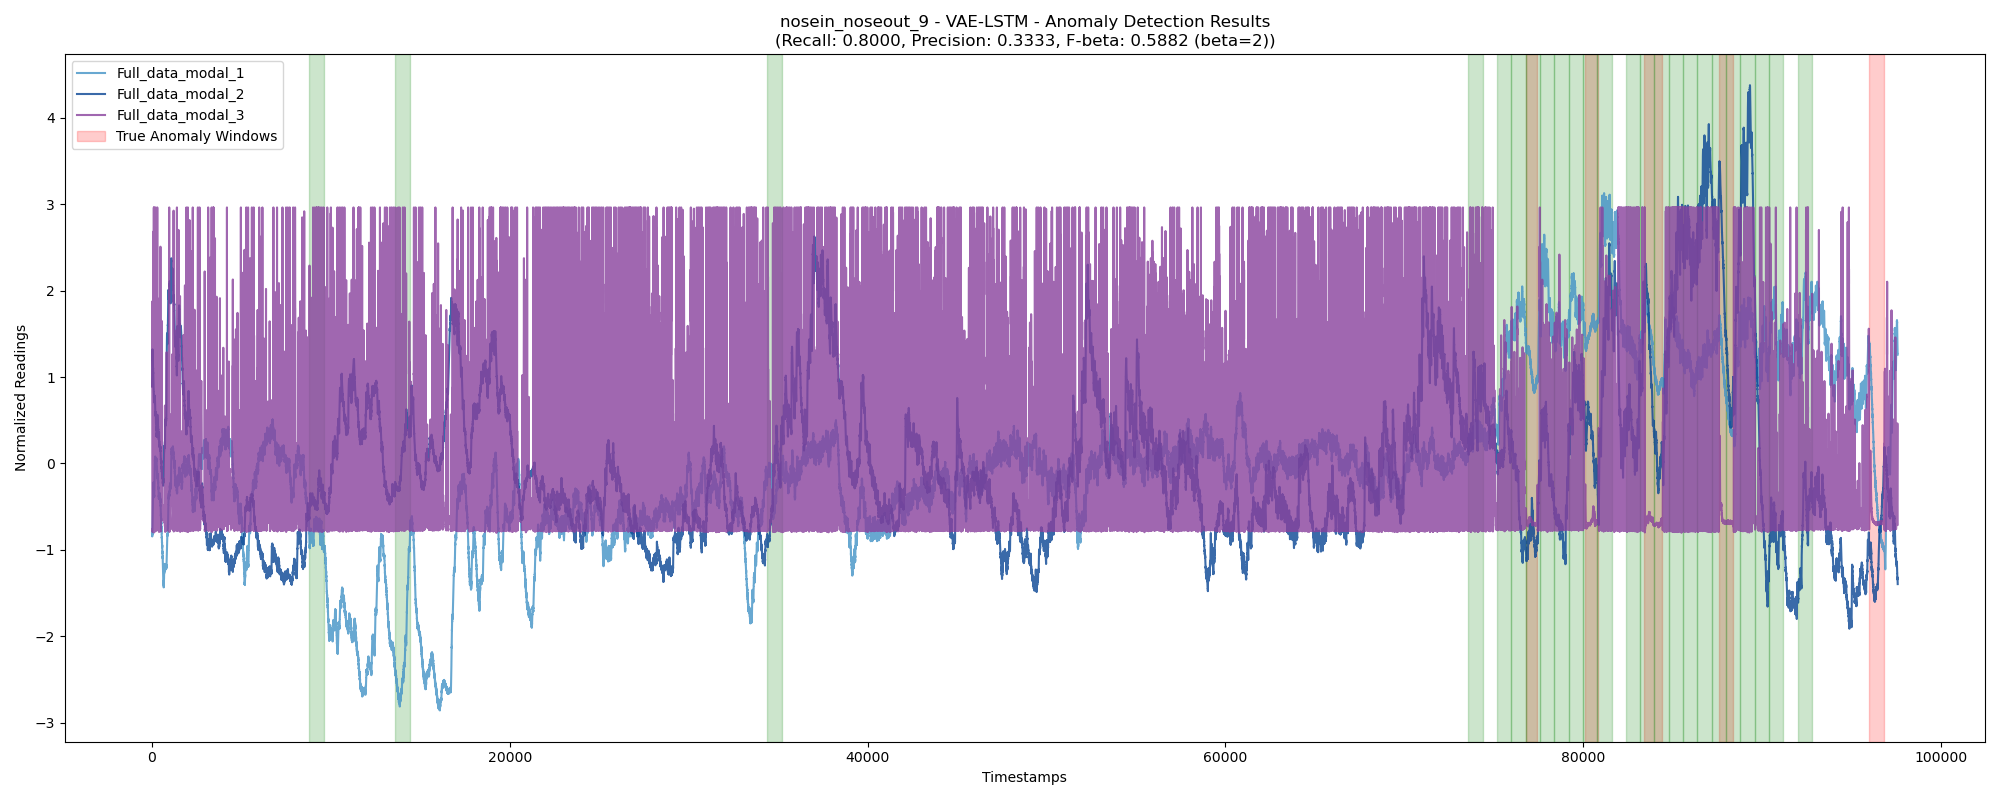 nosein_noseout_9 - VAE-LSTM - Anomaly Detection Results
(Recall: 0.8000, Precision: 0.3333, F-beta: 0.5882 (beta=2))
Full_data_modal_1
Full_data_modal_2
Full_data_modal_3
True Anomaly Windows
Normalized Readings
4
3
2
1
0
−1
−2
−3
0
20000
40000
60000
80000
100000
Timestamps